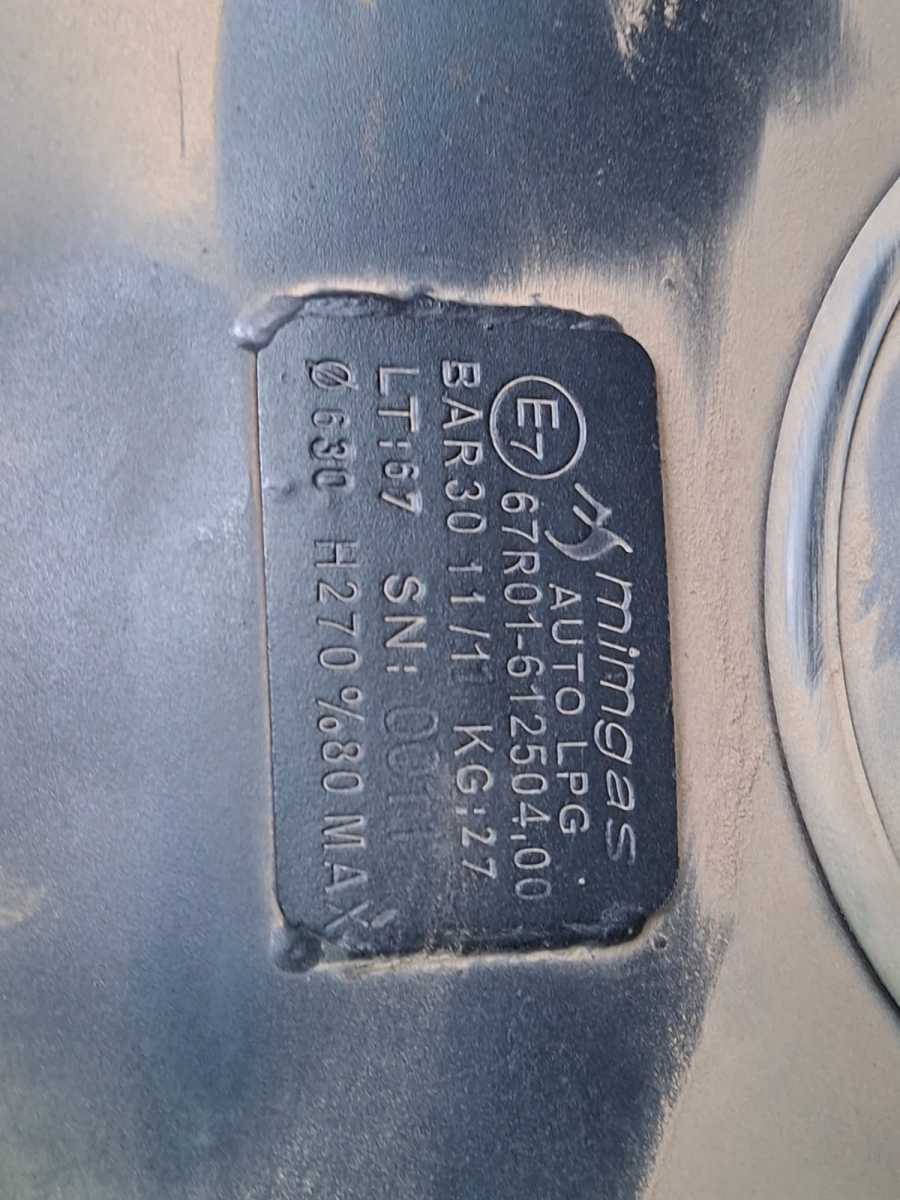 mimgas
AUTO LPG
E7 67R01-612504.00
BAR30 11/11 KG:27
LT:67 SN:
Ø 630 H270 %80 MAX